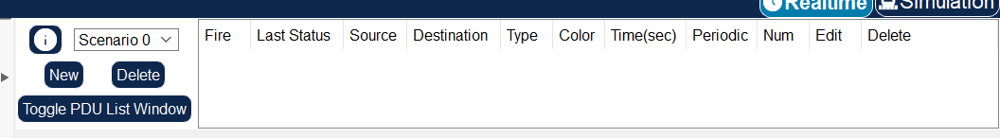 Realtime Simulation
Scenario 0 Fire Last Status Source Destination Type Color Time(sec) Periodic Num Edit Delete
New Delete
Toggle PDU List Window